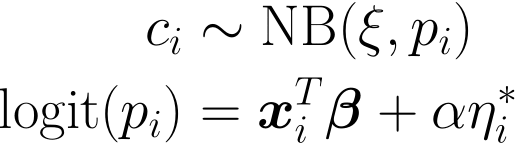 c_i ∼ NB(ξ, p_i)
logit(p_i) = x_i^T β + αη_i^*